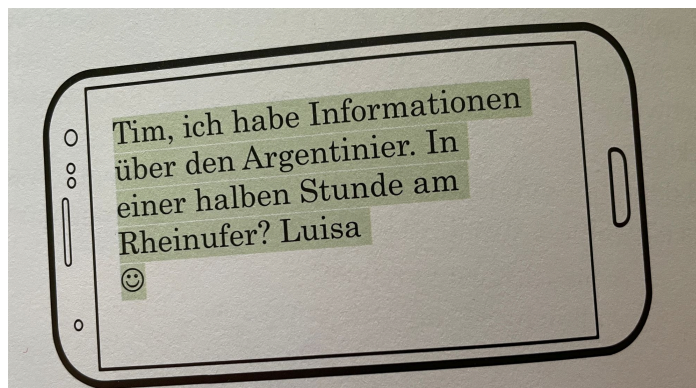 Tim, ich habe Informationen
über den Argentinier. In
einer halben Stunde am
Rheinufer? Luisa
☺